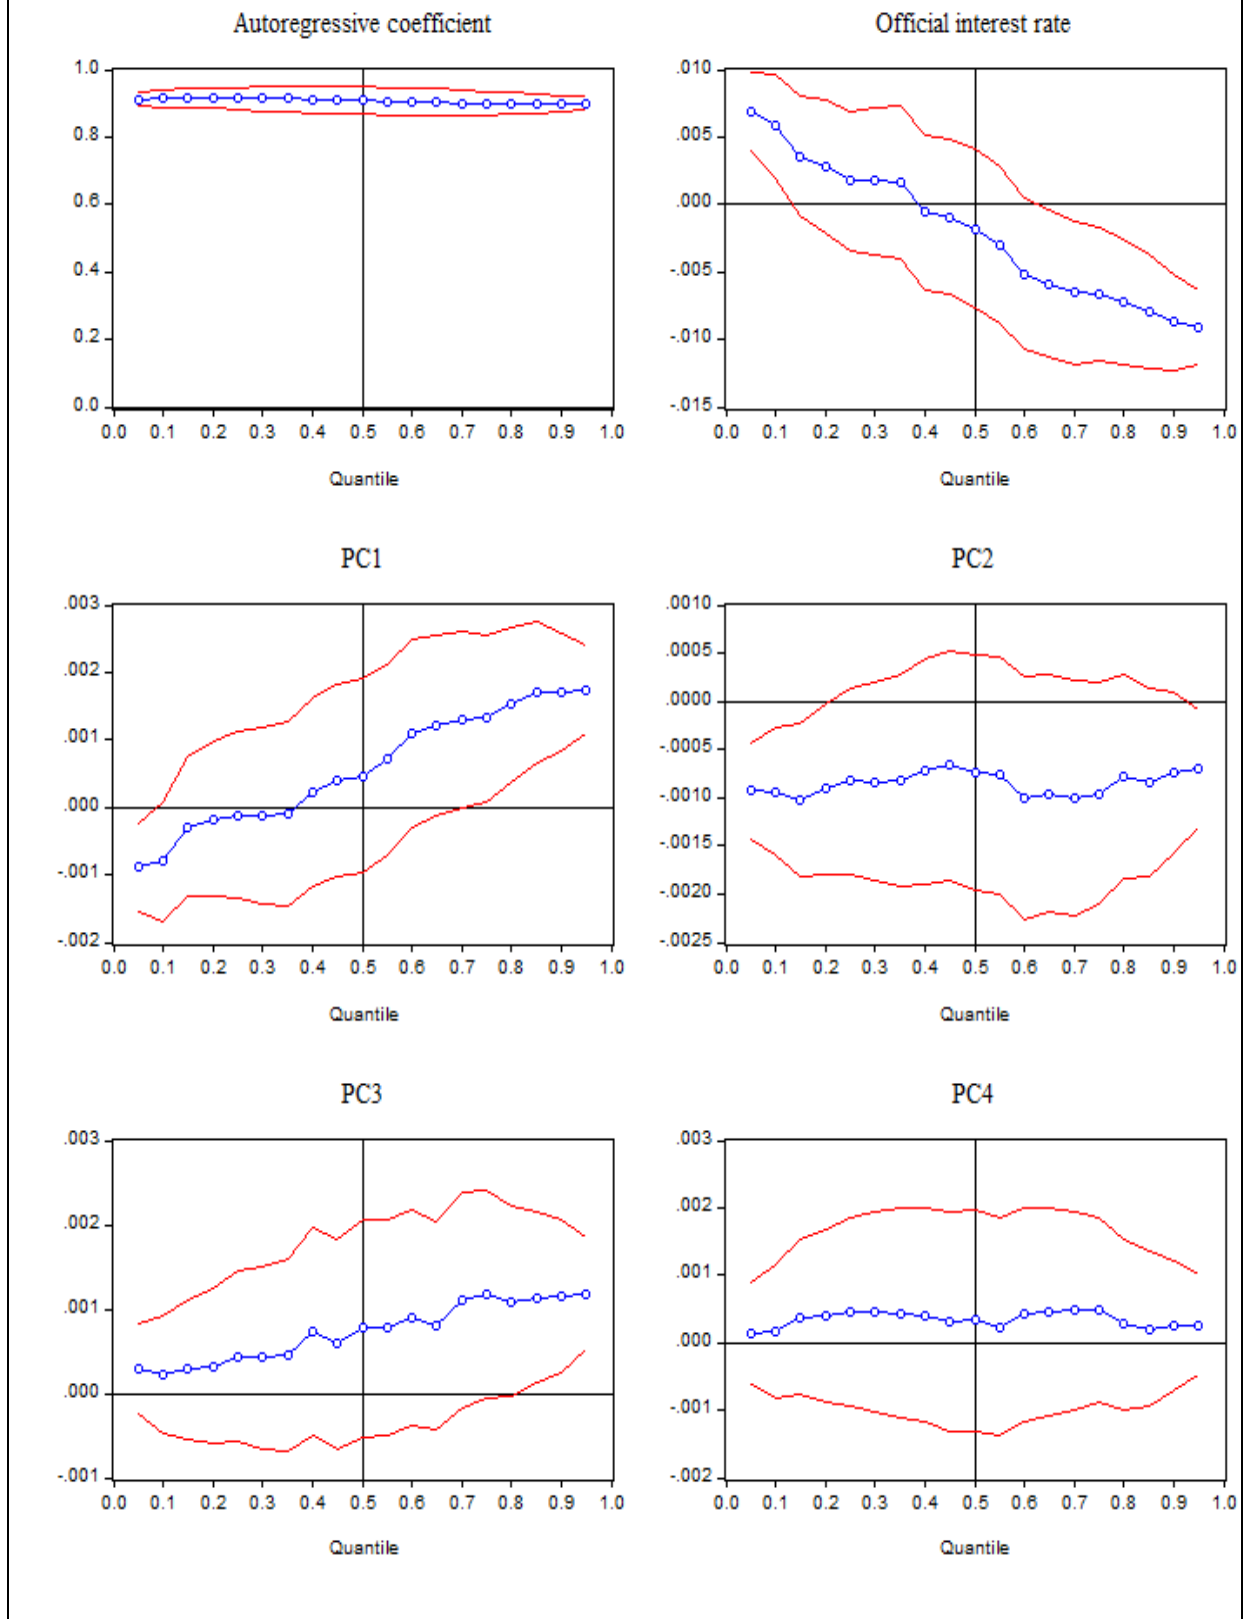 Autoregressive coefficient
1.0
0.8
0.6
0.4
0.2
0.0
0.0 0.1 0.2 0.3 0.4 0.5 0.6 0.7 0.8 0.9 1.0
Quantile
Official interest rate
.010
.005
.000
-.005
-.010
-.015
0.0 0.1 0.2 0.3 0.4 0.5 0.6 0.7 0.8 0.9 1.0
Quantile
PC1
.003
.002
.001
.000
-.001
-.002
0.0 0.1 0.2 0.3 0.4 0.5 0.6 0.7 0.8 0.9 1.0
Quantile
PC2
.0010
.0005
.0000
-.0005
-.0010
-.0015
-.0020
-.0025
0.0 0.1 0.2 0.3 0.4 0.5 0.6 0.7 0.8 0.9 1.0
Quantile
PC3
.003
.002
.001
.000
-.001
0.0 0.1 0.2 0.3 0.4 0.5 0.6 0.7 0.8 0.9 1.0
Quantile
PC4
.003
.002
.001
.000
-.001
-.002
0.0 0.1 0.2 0.3 0.4 0.5 0.6 0.7 0.8 0.9 1.0
Quantile